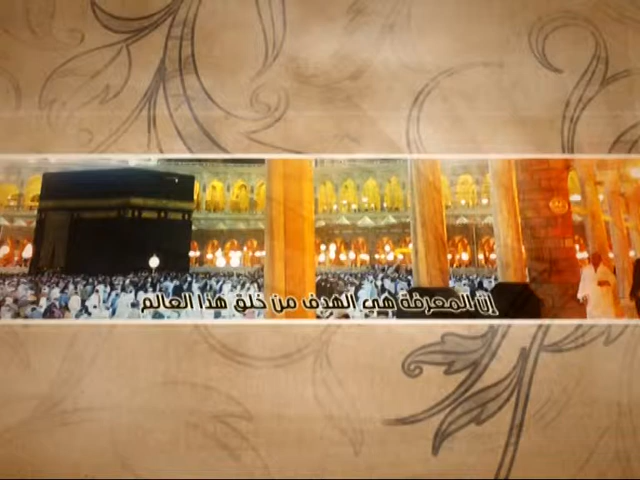 إن المعرفة هي الهدف من خلق هذا العالم